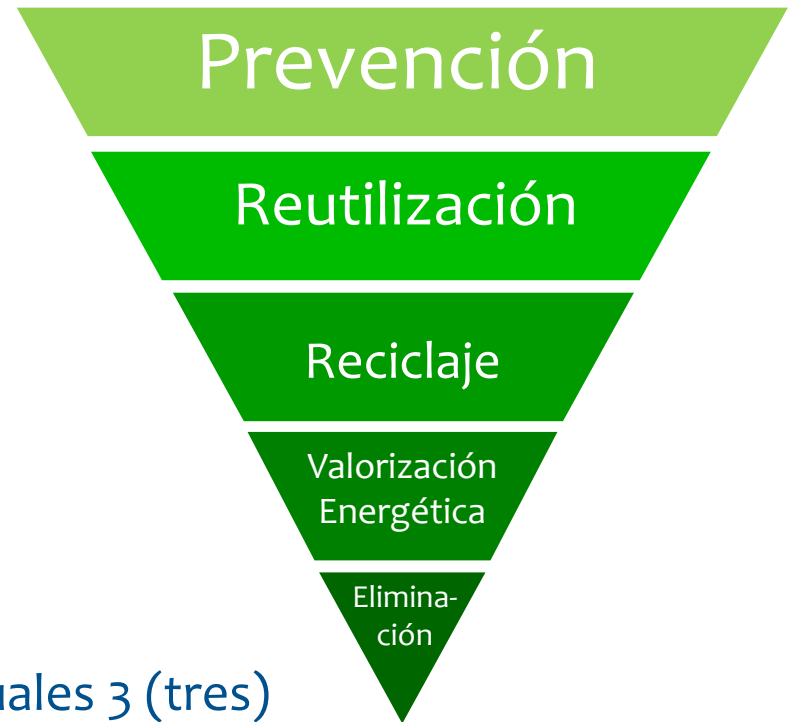 Prevención
Reutilización
Reciclaje
Valorización
Energética
Elimina-
ción
uales 3 (tres)